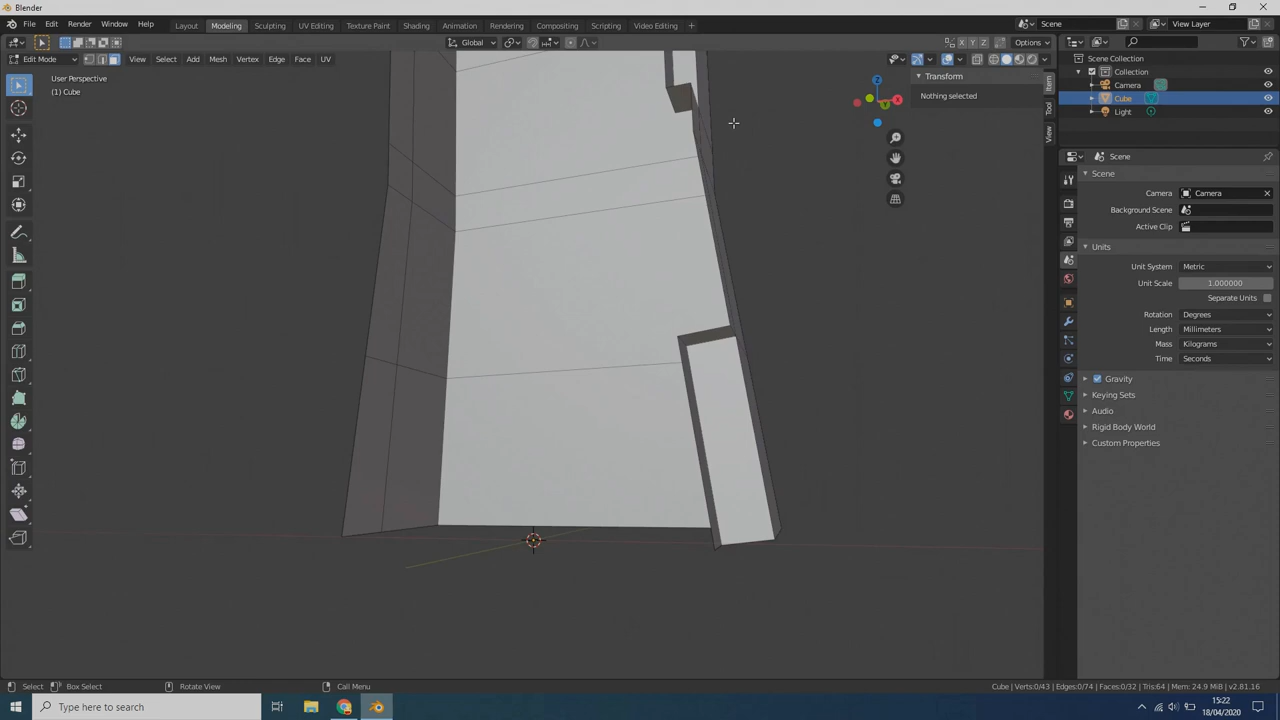 Blender
File Edit Render Window Help Layout Modeling Sculpting UV Editing Texture Paint Shading Animation Rendering Compositing Scripting Video Editing + Scene View Layer
Global Options
Edit Mode View Select Add Mesh Vertex Edge Face UV X Y Z
User Perspective
(1) Cube
Transform
Nothing selected
Item
Tool
View
Z
X
Y
Scene Collection
Collection
Camera
Cube
Light
Scene
Scene
Camera Camera
Background Scene
Active Clip
Units
Unit System Metric
Unit Scale 1.000000
Separate Units
Rotation Degrees
Length Millimeters
Mass Kilograms
Time Seconds
Gravity
Keying Sets
Audio
Rigid Body World
Custom Properties
Select Box Select Rotate View Call Menu Cube | Verts:0/43 | Edges:0/74 | Faces:0/32 | Tris:64 | Mem: 24.9 MiB | v2.81.16
Type here to search
15:22
18/04/2020